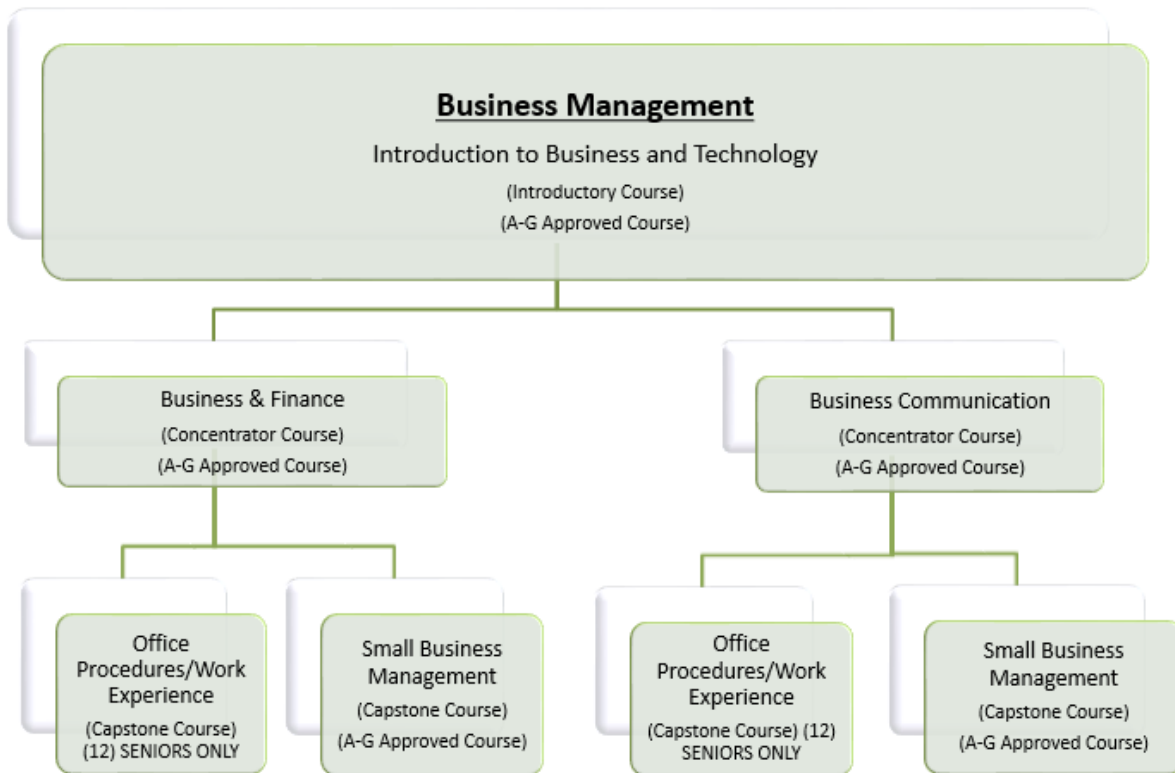 Business Management
Introduction to Business and Technology
(Introductory Course)
(A-G Approved Course)
Business & Finance
(Concentrator Course)
(A-G Approved Course)
Business Communication
(Concentrator Course)
(A-G Approved Course)
Office
Procedures/Work
Experience
(Capstone Course)
(12) SENIORS ONLY
Small Business
Management
(Capstone Course)
(A-G Approved Course)
Office
Procedures/Work
Experience
(Capstone Course) (12)
SENIORS ONLY
Small Business
Management
(Capstone Course)
(A-G Approved Course)